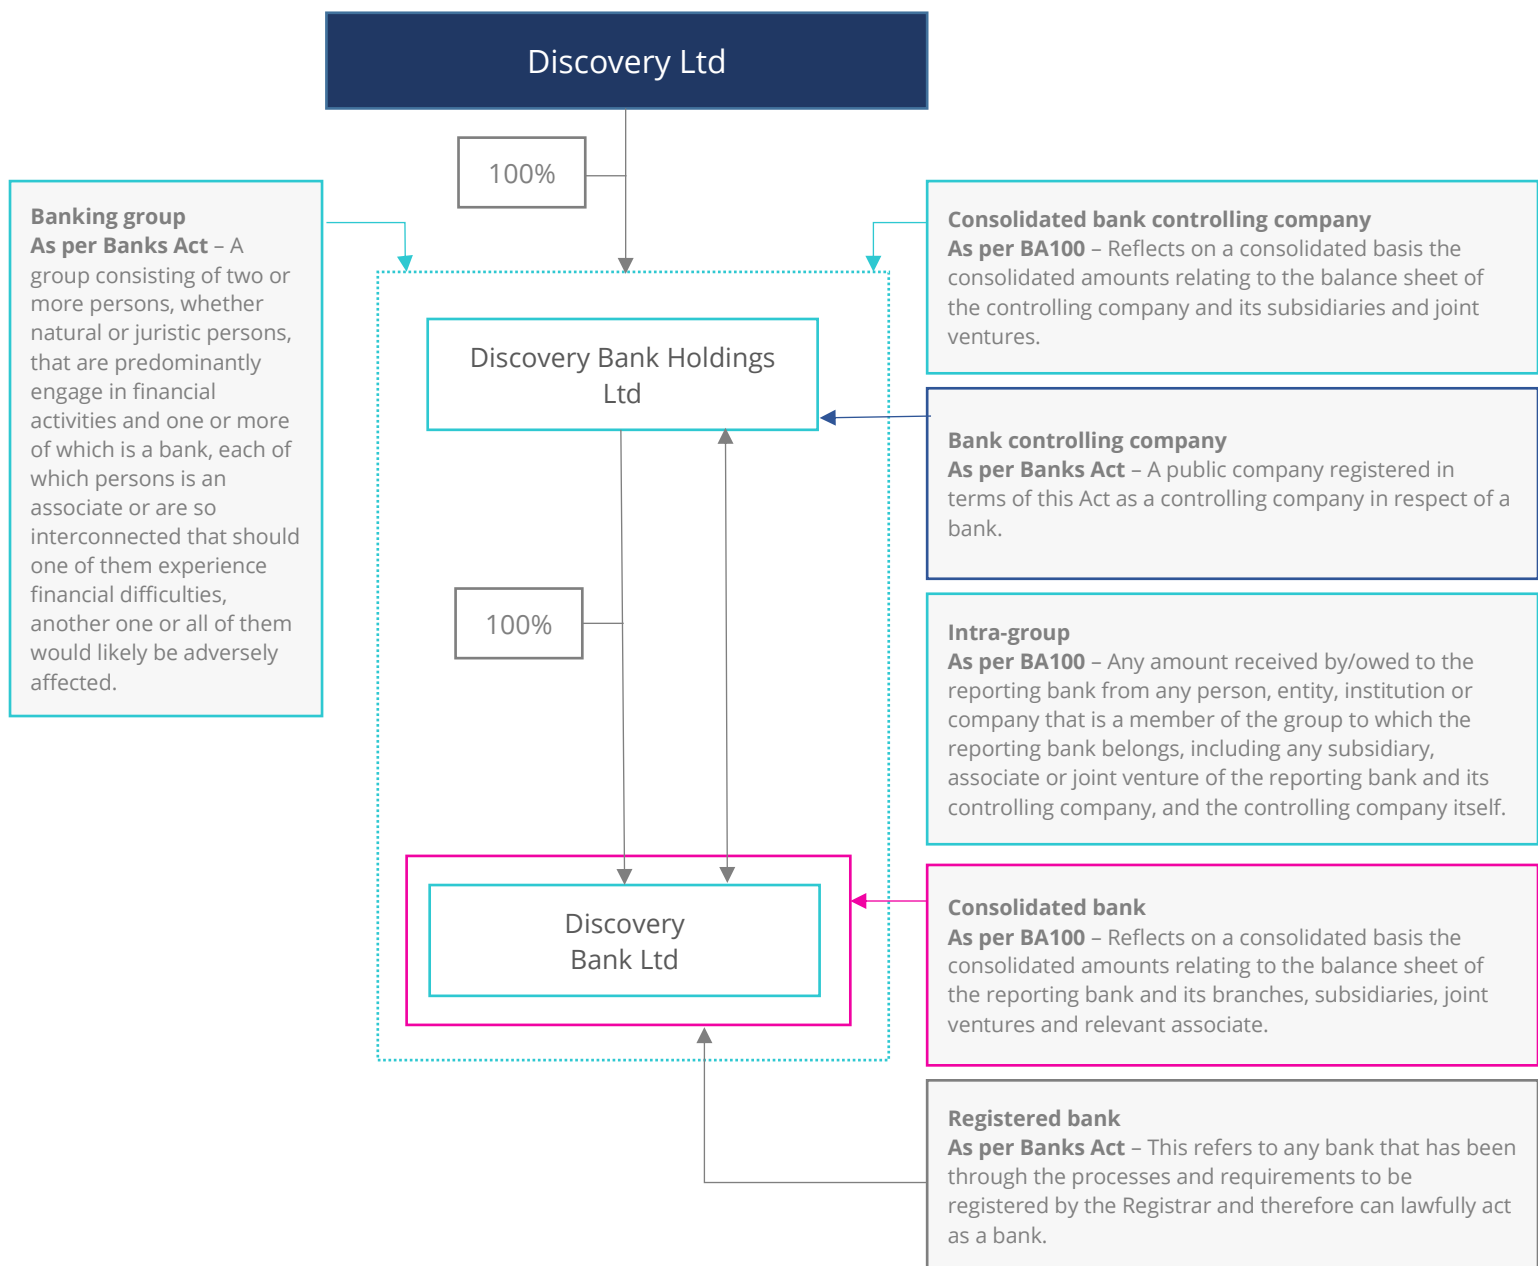 Discovery Ltd
100%
Banking group
As per Banks Act – A
group consisting of two or
more persons, whether
natural or juristic persons,
that are predominantly
engage in financial
activities and one or more
of which is a bank, each of
which persons is an
associate or are so
interconnected that should
one of them experience
financial difficulties,
another one or all of them
would likely be adversely
affected.
Discovery Bank Holdings
Ltd
100%
Discovery
Bank Ltd
Consolidated bank controlling company
As per BA100 – Reflects on a consolidated basis the
consolidated amounts relating to the balance sheet of
the controlling company and its subsidiaries and joint
ventures.
Bank controlling company
As per Banks Act – A public company registered in
terms of this Act as a controlling company in respect of a
bank.
Intra-group
As per BA100 – Any amount received by/owed to the
reporting bank from any person, entity, institution or
company that is a member of the group to which the
reporting bank belongs, including any subsidiary,
associate or joint venture of the reporting bank and its
controlling company, and the controlling company itself.
Consolidated bank
As per BA100 – Reflects on a consolidated basis the
consolidated amounts relating to the balance sheet of
the reporting bank and its branches, subsidiaries, joint
ventures and relevant associate.
Registered bank
As per Banks Act – This refers to any bank that has been
through the processes and requirements to be
registered by the Registrar and therefore can lawfully act
as a bank.